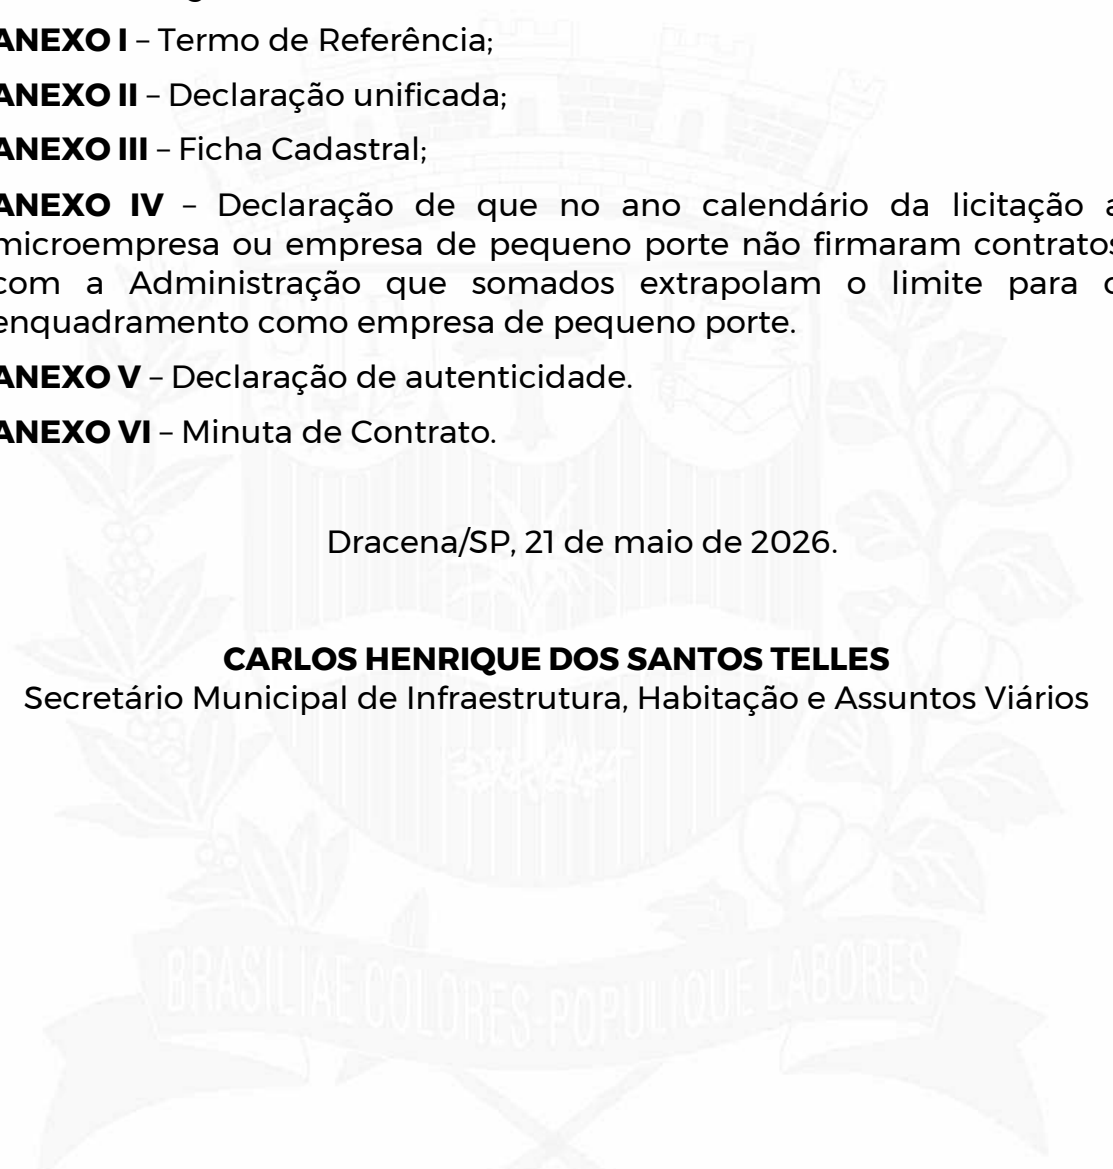 ANEXO I – Termo de Referência;
ANEXO II – Declaração unificada;
ANEXO III – Ficha Cadastral;
ANEXO IV – Declaração de que no ano calendário da licitação a
microempresa ou empresa de pequeno porte não firmaram contratos
com a Administração que somados extrapolam o limite para o
enquadramento como empresa de pequeno porte.
ANEXO V – Declaração de autenticidade.
ANEXO VI – Minuta de Contrato.
Dracena/SP, 21 de maio de 2026.
CARLOS HENRIQUE DOS SANTOS TELLES
Secretário Municipal de Infraestrutura, Habitação e Assuntos Viários
BRASILIAE COLORES-POPULIQUE LABORES